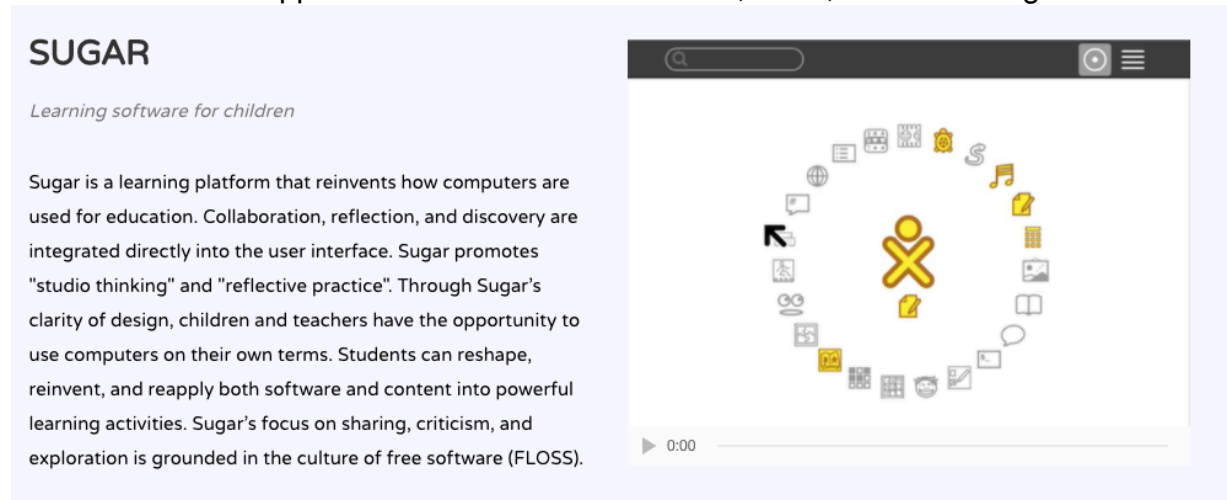 SUGAR
Learning software for children
Sugar is a learning platform that reinvents how computers are
used for education. Collaboration, reflection, and discovery are
integrated directly into the user interface. Sugar promotes
"studio thinking" and "reflective practice". Through Sugar's
clarity of design, children and teachers have the opportunity to
use computers on their own terms. Students can reshape,
reinvent, and reapply both software and content into powerful
learning activities. Sugar's focus on sharing, criticism, and
exploration is grounded in the culture of free software (FLOSS).
0:00